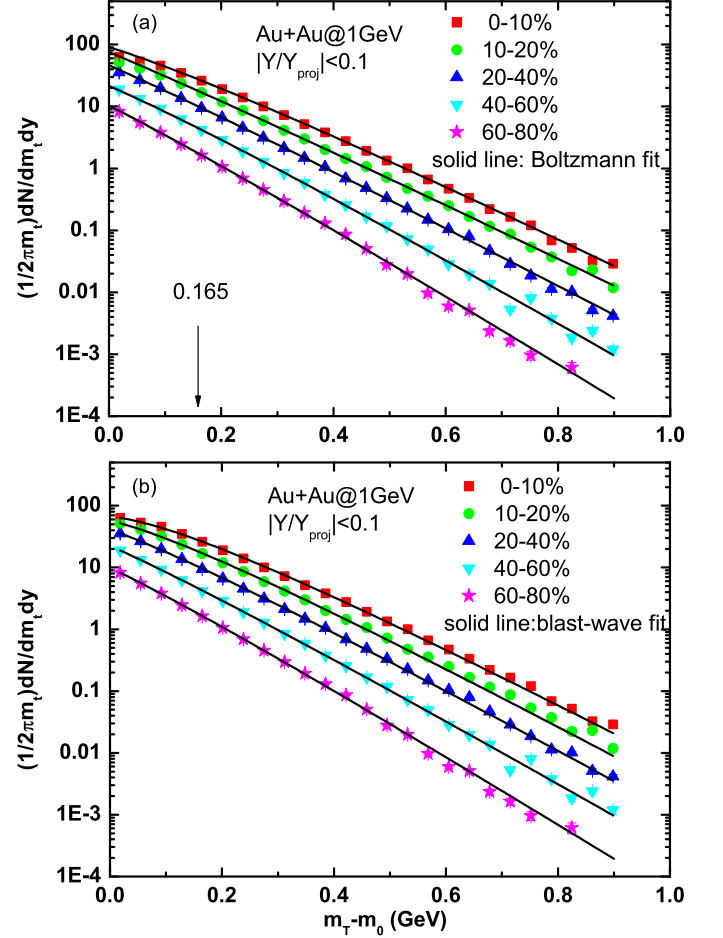 (a)
Au+Au@1GeV
|Y/Y_proj|<0.1
0-10%
10-20%
20-40%
40-60%
60-80%
solid line: Boltzmann fit
0.165
(1/2πm_t)dN/dm_tdy
100
10
1
0.1
0.01
1E-3
1E-4
0.0 0.2 0.4 0.6 0.8 1.0
(b)
Au+Au@1GeV
|Y/Y_proj|<0.1
0-10%
10-20%
20-40%
40-60%
60-80%
solid line:blast-wave fit
(1/2πm_t)dN/dm_tdy
100
10
1
0.1
0.01
1E-3
1E-4
0.0 0.2 0.4 0.6 0.8 1.0
m_T-m_0 (GeV)